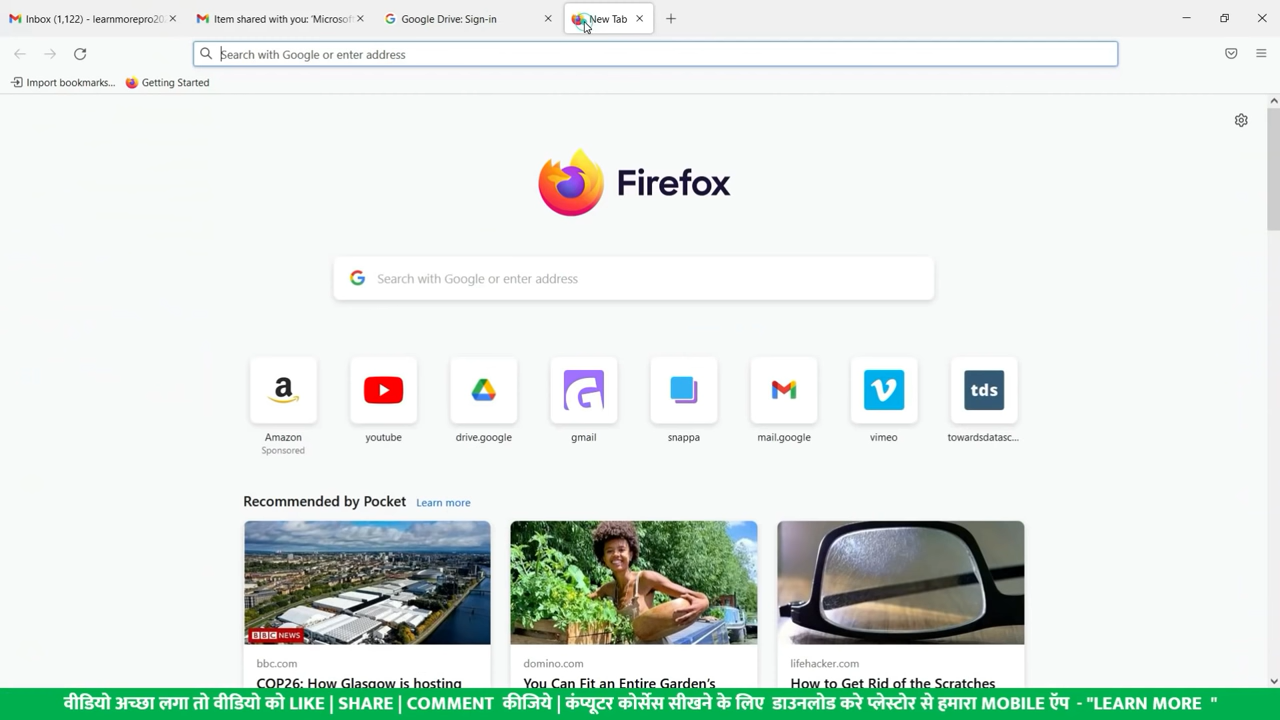 Inbox (1,122) - learnmorepro20
Item shared with you: 'Microsof
Google Drive: Sign-in
New Tab
Search with Google or enter address
Import bookmarks...
Getting Started
Firefox
Search with Google or enter address
a
tds
Amazon
Sponsored
youtube
drive.google
gmail
snappa
mail.google
vimeo
towardsdatasc...
Recommended by Pocket Learn more
BBC NEWS
bbc.com
domino.com
lifehacker.com
COP26: How Glasgow is hosting
You Can Fit an Entire Garden's
How to Get Rid of the Scratches
वीडियो अच्छा लगा तो वीडियो को LIKE | SHARE | COMMENT कीजिये | कंप्यूटर कोर्सेस सीखने के लिए डाउनलोड करे प्लेस्टोर से हमारा MOBILE ऍप - "LEARN MORE "